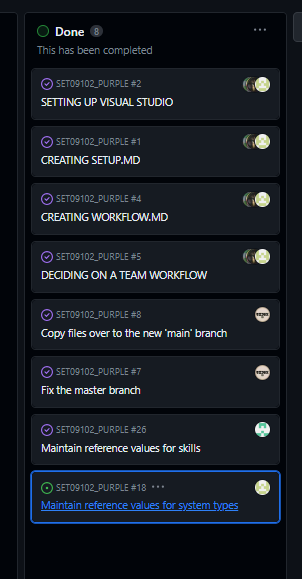 Done 8 ...
This has been completed
SET09102_PURPLE #2
SETTING UP VISUAL STUDIO
SET09102_PURPLE #1
CREATING SETUP.MD
SET09102_PURPLE #4
CREATING WORKFLOW.MD
SET09102_PURPLE #5
DECIDING ON A TEAM WORKFLOW
SET09102_PURPLE #8
Copy files over to the new 'main' branch
SET09102_PURPLE #7
Fix the master branch
SET09102_PURPLE #26
Maintain reference values for skills
SET09102_PURPLE #18 ...
Maintain reference values for system types